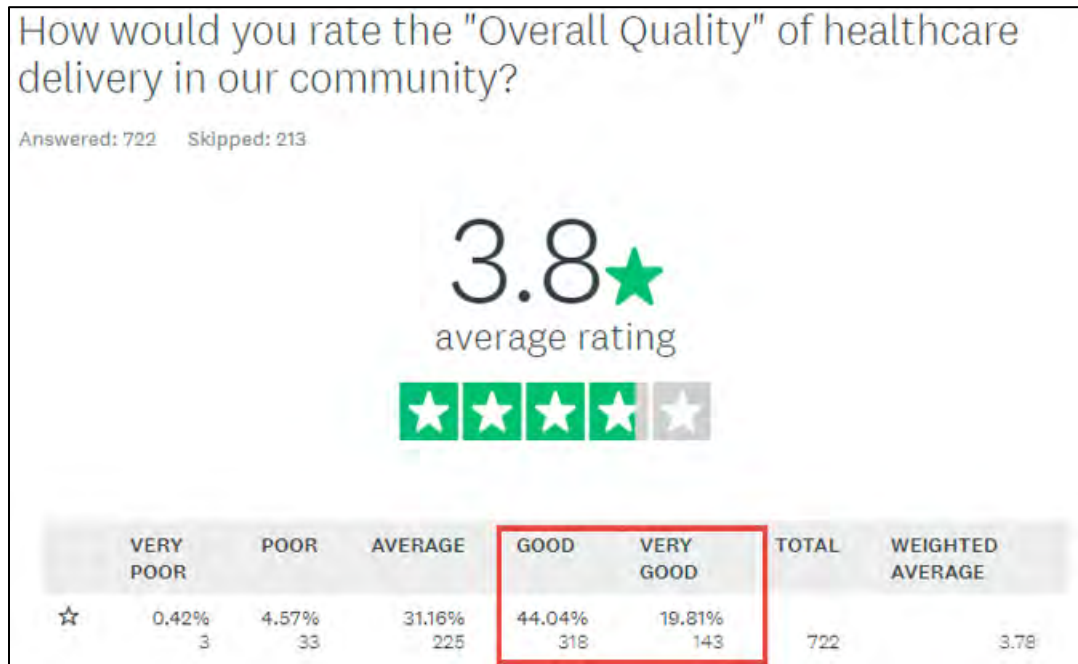 How would you rate the "Overall Quality" of healthcare
delivery in our community?
Answered: 722 Skipped: 213
3.8
average rating
VERY POOR POOR AVERAGE GOOD VERY GOOD TOTAL WEIGHTED AVERAGE
0.42% 4.57% 31.16% 44.04% 19.81%
3 33 225 318 143 722 3.78